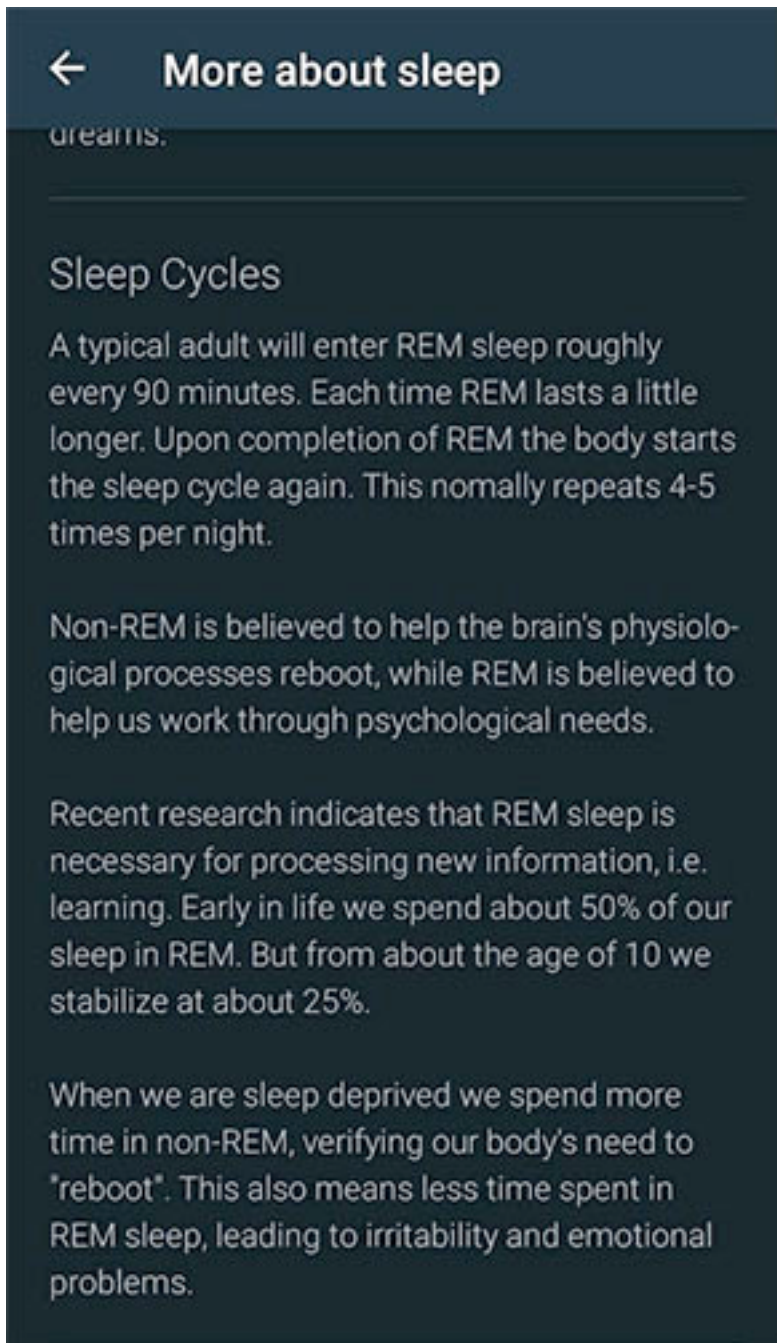 More about sleep
dreams.
Sleep Cycles
A typical adult will enter REM sleep roughly
every 90 minutes. Each time REM lasts a little
longer. Upon completion of REM the body starts
the sleep cycle again. This nomally repeats 4-5
times per night.
Non-REM is believed to help the brain's physiolo-
gical processes reboot, while REM is believed to
help us work through psychological needs.
Recent research indicates that REM sleep is
necessary for processing new information, i.e.
learning. Early in life we spend about 50% of our
sleep in REM. But from about the age of 10 we
stabilize at about 25%.
When we are sleep deprived we spend more
time in non-REM, verifying our body's need to
"reboot". This also means less time spent in
REM sleep, leading to irritability and emotional
problems.